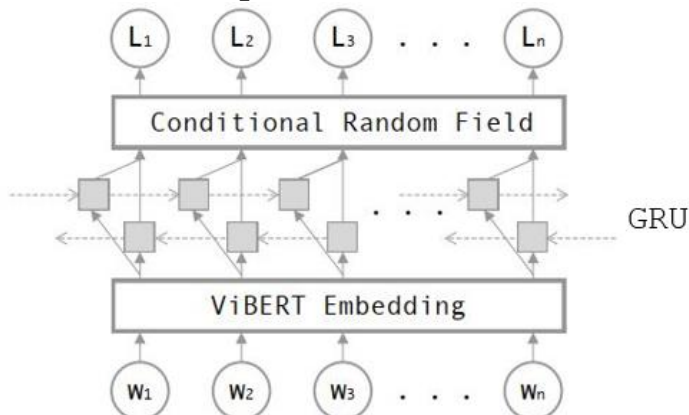 L1 L2 L3 . . . Ln
Conditional Random Field
. . .
GRU
ViBERT Embedding
W1 W2 W3 . . . Wn